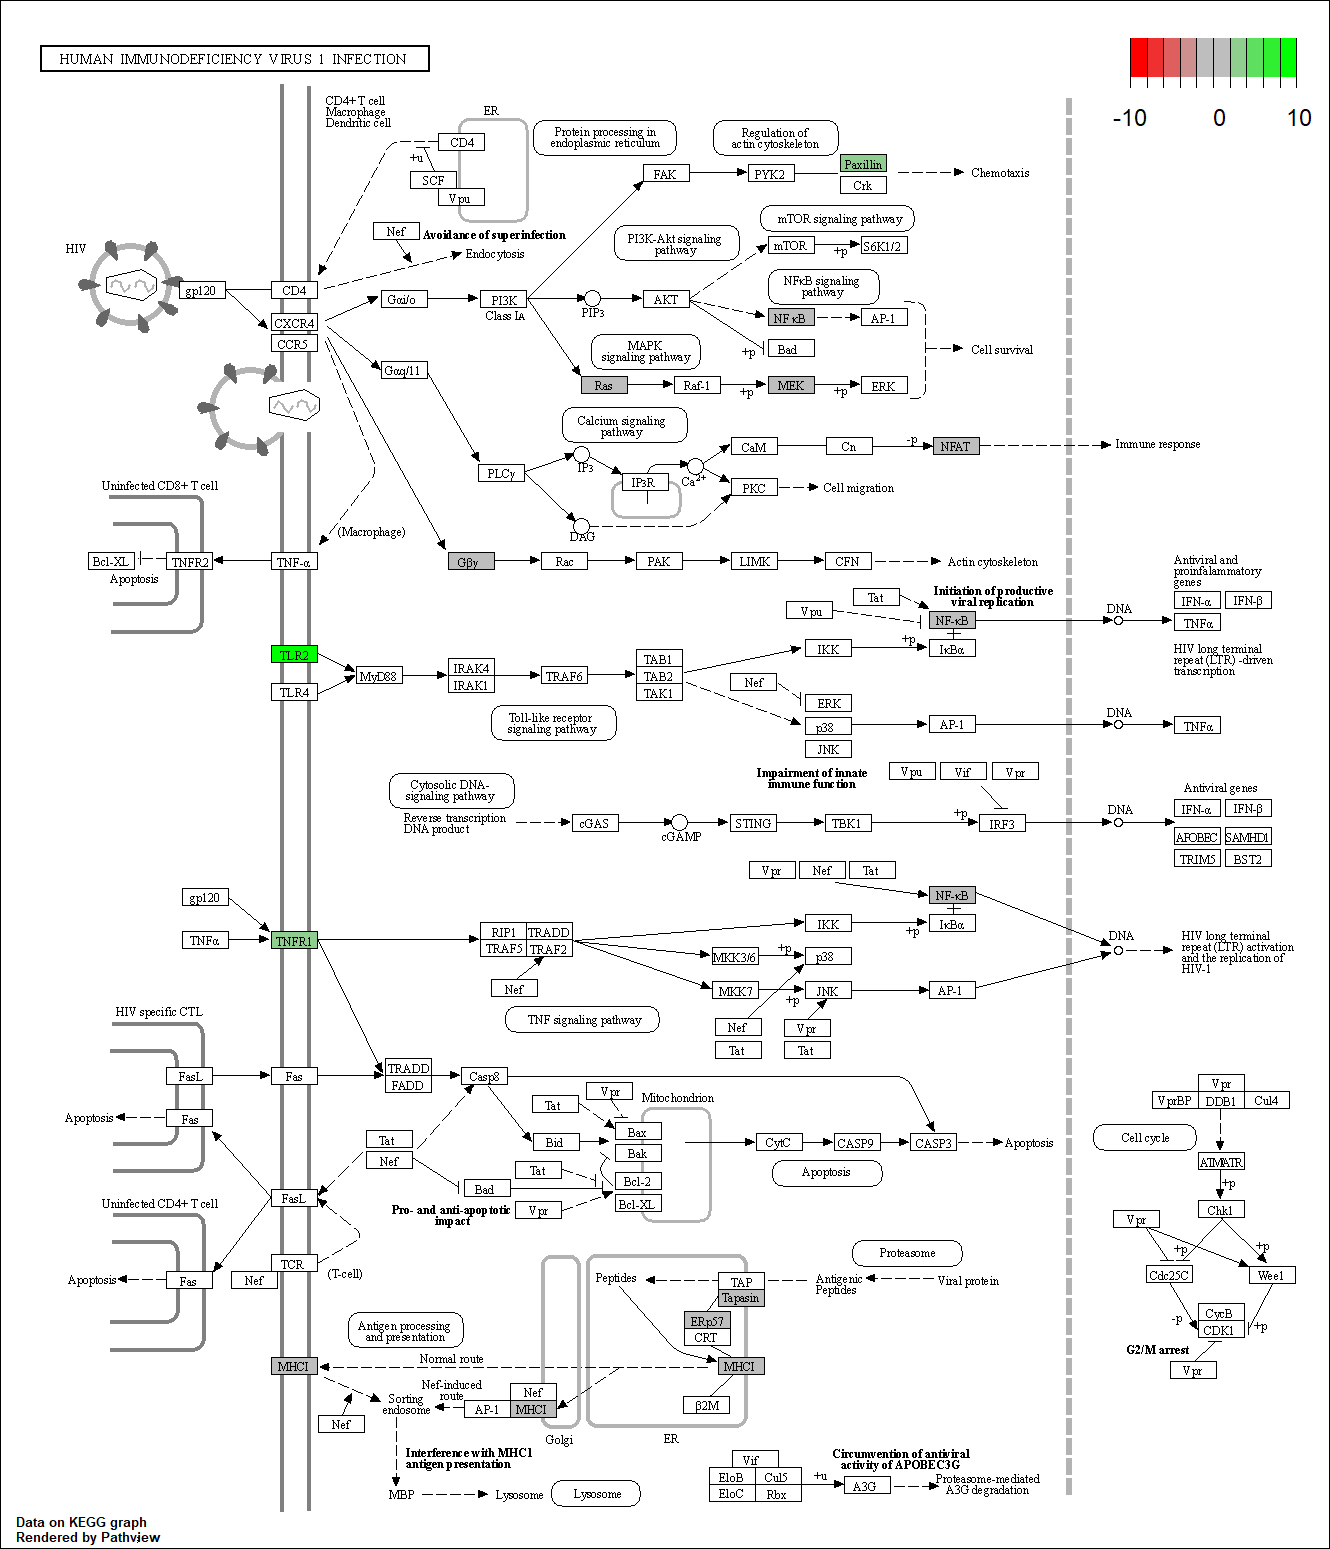 HUMAN IMMUNODEFICIENCY VIRUS 1 INFECTION
-10 0 10
CD4+ T cell
Macrophage
Dendritic cell
ER
CD4
+u
SCF
Vpu
Protein processing in
endoplasmic reticulum
Regulation of
actin cytoskeleton
FAK
PYK2
Paxillin
Crk
Chemotaxis
HIV
Nef
Avoidance of superinfection
Endocytosis
PI3K-Akt signaling
pathway
mTOR signaling pathway
mTOR
+p
S6K1/2
gp120
CD4
CXCR4
CCR5
Gαi/o
PI3K
Class IA
PIP3
AKT
NFκB signaling
pathway
NFκB
AP-1
+p
Bad
Cell survival
Gαq/11
MAPK
signaling pathway
Ras
Raf-1
+p
MEK
+p
ERK
Calcium signaling
pathway
PLCγ
IP3
IP3R
Ca2+
DAG
CaM
Cn
-p
NFAT
Immune response
PKC
Cell migration
Uninfected CD8+ T cell
(Macrophage)
Bcl-XL
Apoptosis
TNFR2
TNF-α
Gβγ
Rac
PAK
LIMK
CFN
Actin cytoskeleton
Antiviral and
proinfalammatory
genes
IFN-α
IFN-β
TNFα
HIV long terminal
repeat (LTR) -driven
transcription
Initiation of productive
viral replication
Tat
Vpu
NF-κB
+p
IKK
IκBα
DNA
TLR2
TLR4
MyD88
IRAK4
IRAK1
TRAF6
TAB1
TAB2
TAK1
Nef
ERK
p38
JNK
AP-1
DNA
TNFα
Toll-like receptor
signaling pathway
Impairment of innate
immune function
Vpu
Vif
Vpr
Cytosolic DNA-
signaling pathway
Reverse transcription
DNA product
cGAS
cGAMP
STING
TBK1
+p
IRF3
DNA
Antiviral genes
IFN-α
IFN-β
APOBEC
SAMHD1
TRIM5
BST2
gp120
TNFα
TNFR1
RIP1
TRADD
TRAF5
TRAF2
Nef
Vpr
Nef
Tat
NF-κB
IKK
+p
IκBα
MKK3/6
+p
p38
MKK7
+p
JNK
AP-1
Nef
Tat
Vpr
Tat
DNA
HIV long terminal
repeat (LTR) activation
and the replication of
HIV-1
TNF signaling pathway
HIV specific CTL
FasL
Fas
Apoptosis
Fas
TRADD
FADD
Casp8
Vpr
Tat
Mitochondrion
Bax
Bak
Bcl-2
Bcl-XL
Bid
Tat
Vpr
Bad
Tat
Nef
Pro- and anti-apoptotic
impact
CytC
CASP9
CASP3
Apoptosis
Apoptosis
Vpr
VprBP
DDB1
Cul4
Cell cycle
ATM/ATR
+p
Chk1
Vpr
+p
+p
Cdc25C
Wee1
CycB
CDK1
-p
+p
G2/M arrest
Vpr
Uninfected CD4+ T cell
FasL
TCR
(T-cell)
Nef
Fas
Apoptosis
Antigen processing
and presentation
Proteasome
Peptides
TAP
Tapasin
Antigenic
Peptides
Viral protein
ERp57
CRT
MHCI
β2M
MHCI
Normal route
Nef-induced
route
Nef
AP-1
MHCI
Sorting
endosome
Nef
Golgi
ER
Interference with MHC1
antigen presentation
MBP
Lysosome
Lysosome
Vif
EloB
Cul5
EloC
Rbx
+u
A3G
Circumvention of antiviral
activity of APOBEC3G
Proteasome-mediated
A3G degradation
Data on KEGG graph
Rendered by Pathview